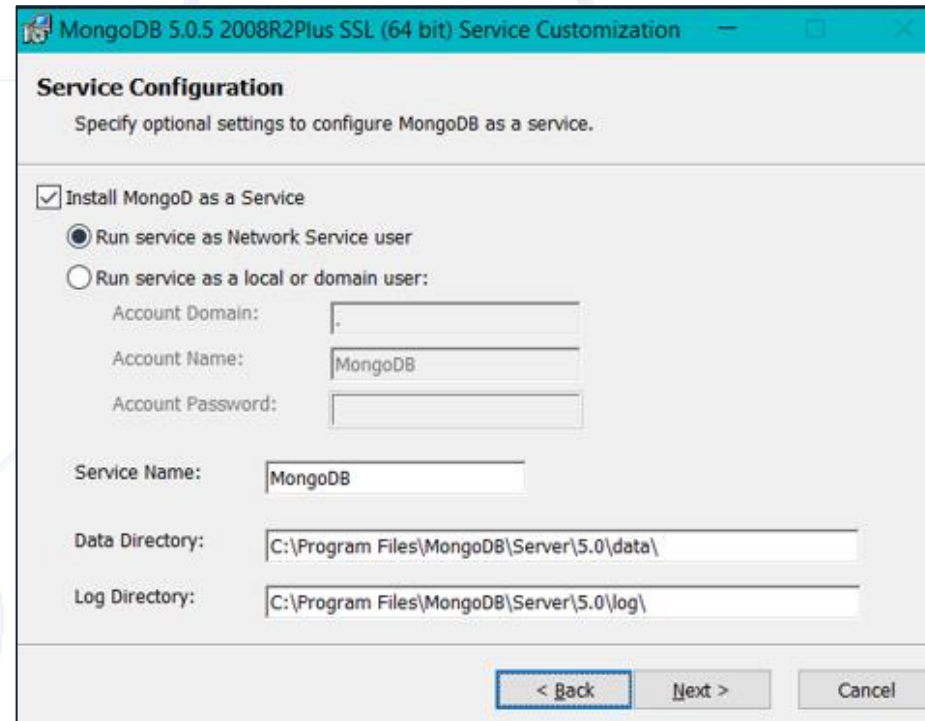 MongoDB 5.0.5 2008R2Plus SSL (64 bit) Service Customization
Service Configuration
Specify optional settings to configure MongoDB as a service.
Install MongoD as a Service
Run service as Network Service user
Run service as a local or domain user:
Account Domain: .
Account Name: MongoDB
Account Password:
Service Name: MongoDB
Data Directory: C:\Program Files\MongoDB\Server\5.0\data\
Log Directory: C:\Program Files\MongoDB\Server\5.0\log\
< Back Next > Cancel